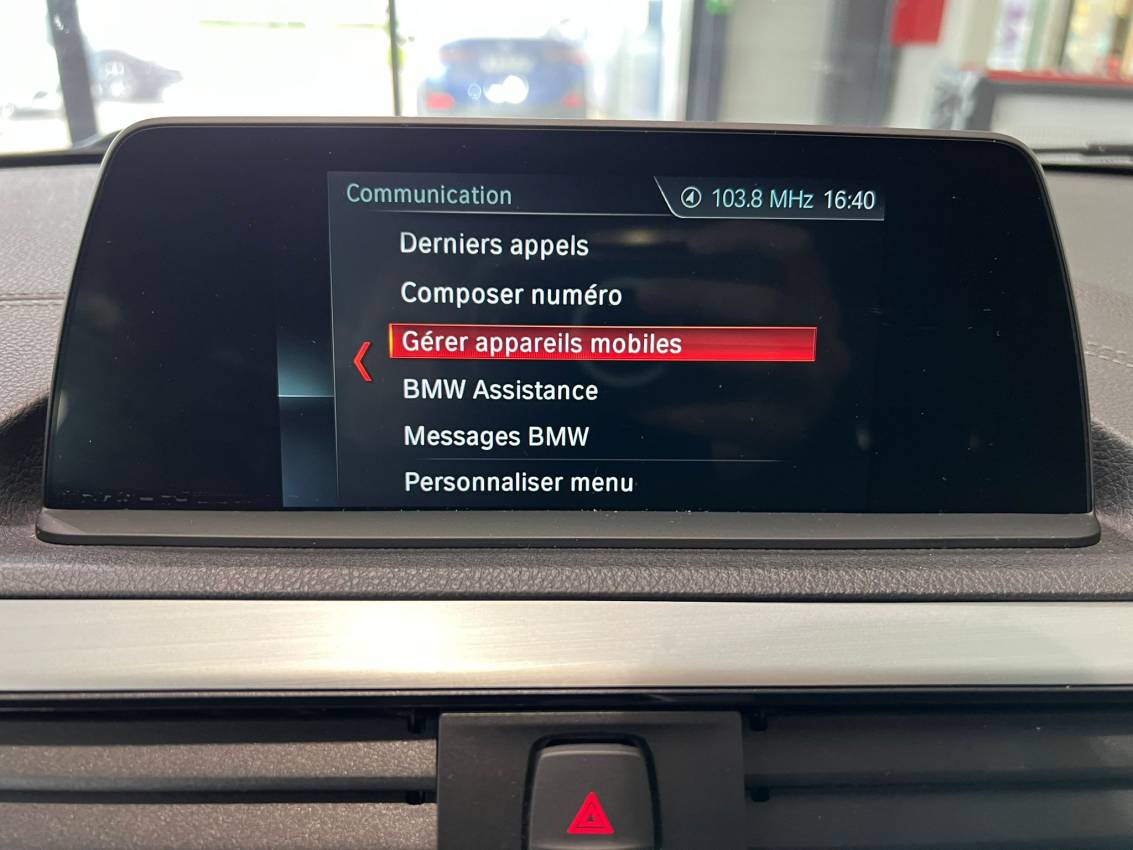 Communication
103.8 MHz 16:40
Derniers appels
Composer numéro
Gérer appareils mobiles
BMW Assistance
Messages BMW
Personnaliser menu